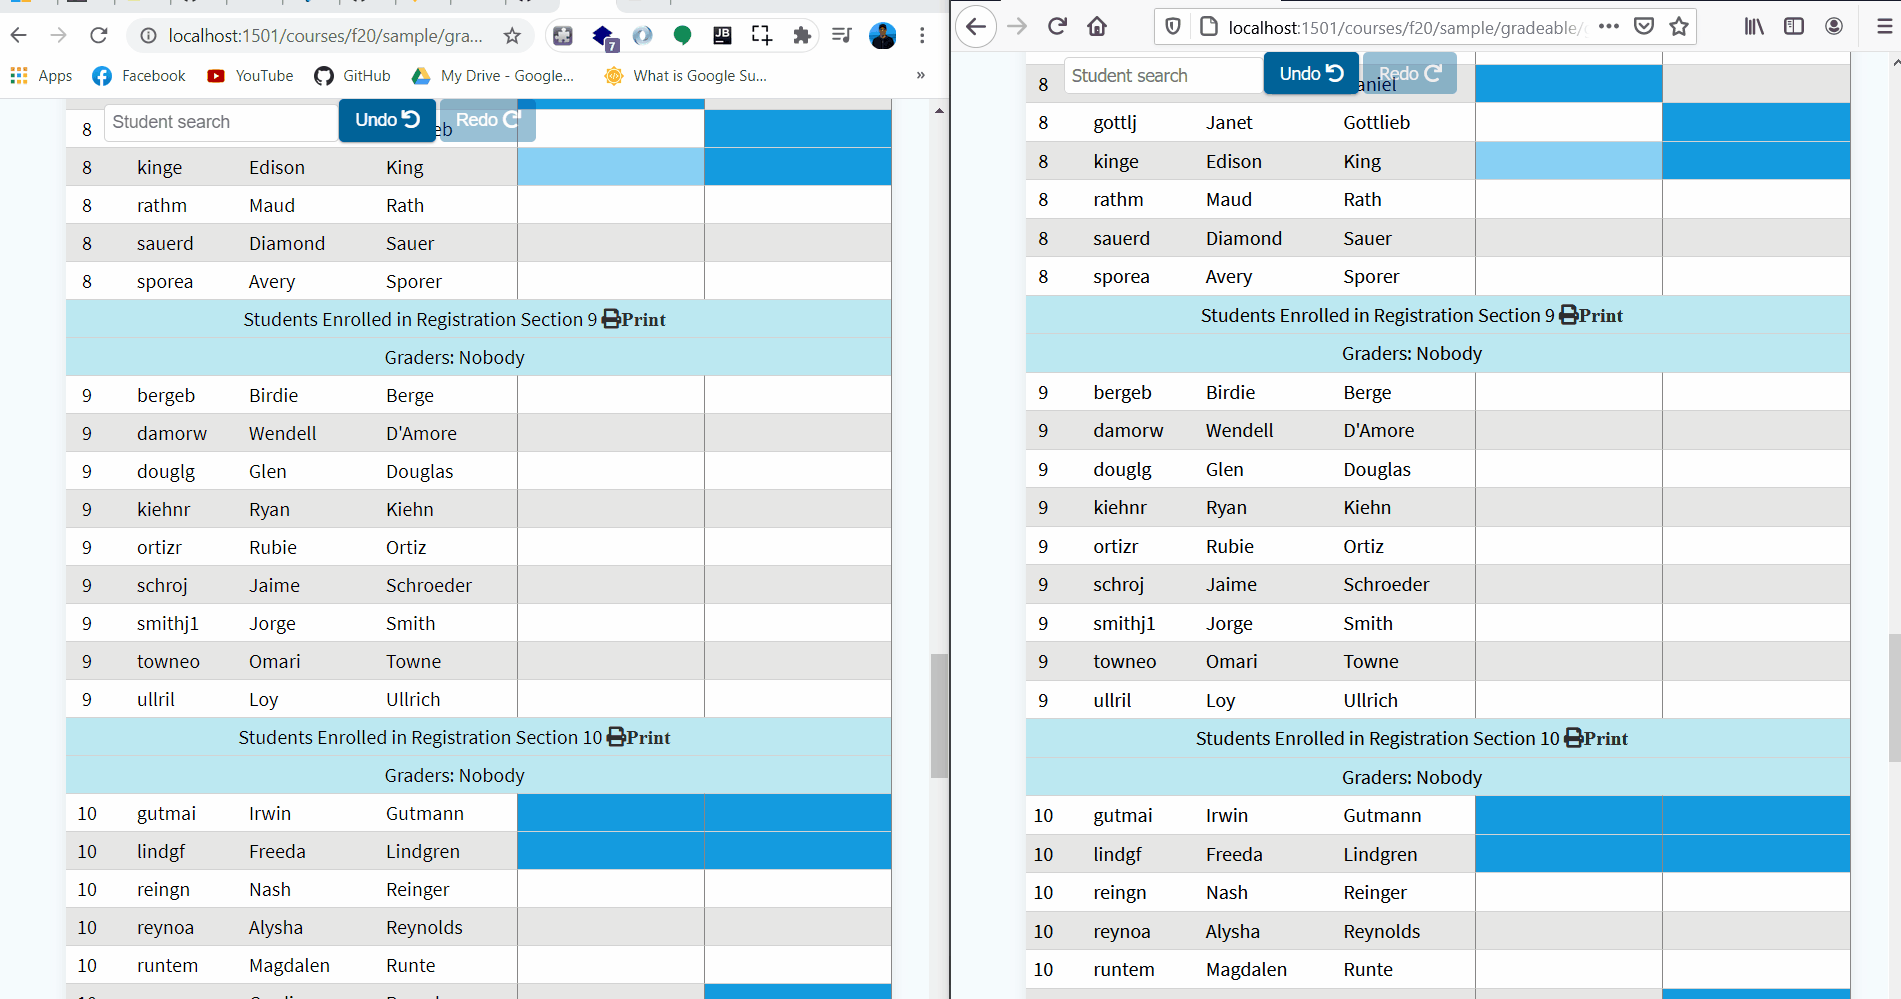 localhost:1501/courses/f20/sample/gra...
7
JB
Apps Facebook YouTube GitHub My Drive - Google... What is Google Su... »
Student search Undo Redo
8 eb
8 kinge Edison King
8 rathm Maud Rath
8 sauerd Diamond Sauer
8 sporea Avery Sporer
Students Enrolled in Registration Section 9 Print
Graders: Nobody
9 bergeb Birdie Berge
9 damorw Wendell D'Amore
9 douglg Glen Douglas
9 kiehnr Ryan Kiehn
9 ortizr Rubie Ortiz
9 schroj Jaime Schroeder
9 smithj1 Jorge Smith
9 towneo Omari Towne
9 ullril Loy Ullrich
Students Enrolled in Registration Section 10 Print
Graders: Nobody
10 gutmai Irwin Gutmann
10 lindgf Freeda Lindgren
10 reingn Nash Reinger
10 reynoa Alysha Reynolds
10 runtem Magdalen Runte
localhost:1501/courses/f20/sample/gradeable/
Student search Undo Redo
8 aniel
8 gottlj Janet Gottlieb
8 kinge Edison King
8 rathm Maud Rath
8 sauerd Diamond Sauer
8 sporea Avery Sporer
Students Enrolled in Registration Section 9 Print
Graders: Nobody
9 bergeb Birdie Berge
9 damorw Wendell D'Amore
9 douglg Glen Douglas
9 kiehnr Ryan Kiehn
9 ortizr Rubie Ortiz
9 schroj Jaime Schroeder
9 smithj1 Jorge Smith
9 towneo Omari Towne
9 ullril Loy Ullrich
Students Enrolled in Registration Section 10 Print
Graders: Nobody
10 gutmai Irwin Gutmann
10 lindgf Freeda Lindgren
10 reingn Nash Reinger
10 reynoa Alysha Reynolds
10 runtem Magdalen Runte